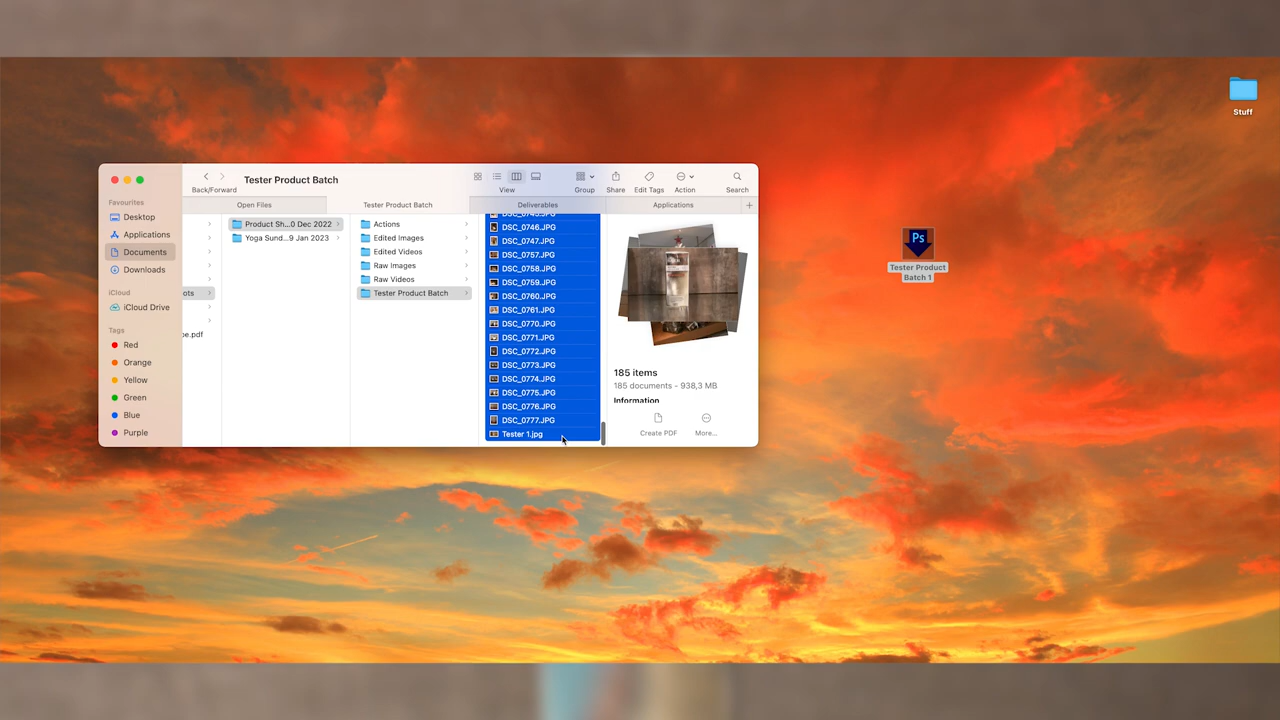 Stuff
Tester Product Batch
Back/Forward
View
Group
Share
Edit Tags
Action
Search
Open Files
Tester Product Batch
Deliverables
Applications
Favourites
Desktop
Applications
Documents
Downloads
iCloud
iCloud Drive
Tags
Red
Orange
Yellow
Green
Blue
Purple
ots
pe.pdf
Product Sh...0 Dec 2022
Yoga Sund...9 Jan 2023
Actions
Edited Images
Edited Videos
Raw Images
Raw Videos
Tester Product Batch
DSC_0745.JPG
DSC_0746.JPG
DSC_0747.JPG
DSC_0757.JPG
DSC_0758.JPG
DSC_0759.JPG
DSC_0760.JPG
DSC_0761.JPG
DSC_0770.JPG
DSC_0771.JPG
DSC_0772.JPG
DSC_0773.JPG
DSC_0774.JPG
DSC_0775.JPG
DSC_0776.JPG
DSC_0777.JPG
Tester 1.jpg
185 items
185 documents - 938,3 MB
Information
Create PDF
More...
Ps
Tester Product
Batch 1